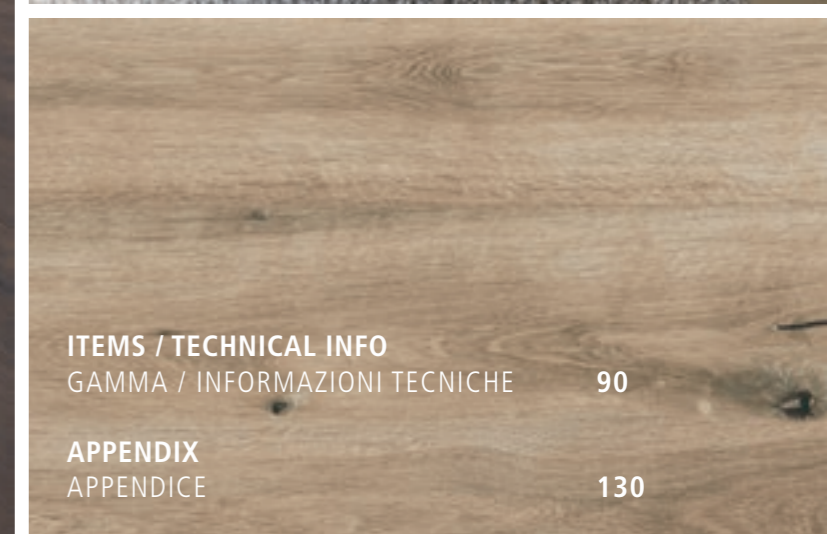 ITEMS / TECHNICAL INFO
GAMMA / INFORMAZIONI TECNICHE 90
APPENDIX
APPENDICE 130